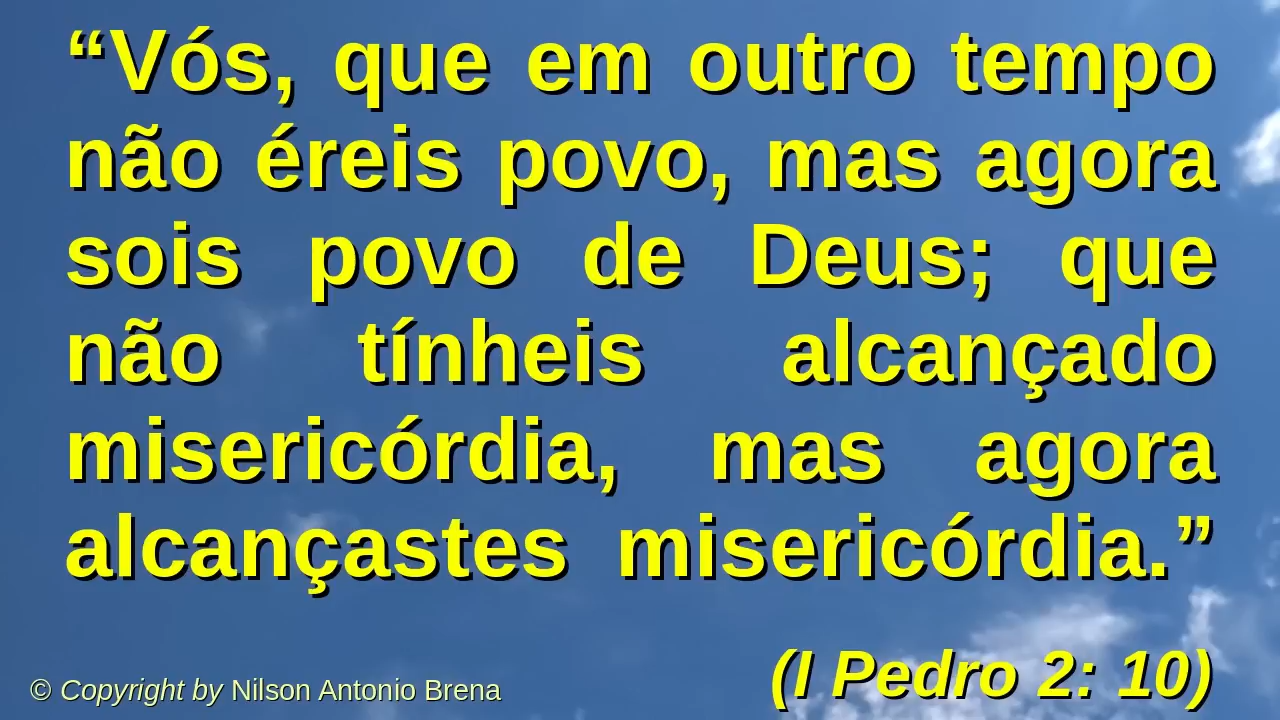 “Vós, que em outro tempo
não éreis povo, mas agora
sois povo de Deus; que
não tínheis alcançado
misericórdia, mas agora
alcançastes misericórdia.”
(I Pedro 2: 10)
© Copyright by Nilson Antonio Brena